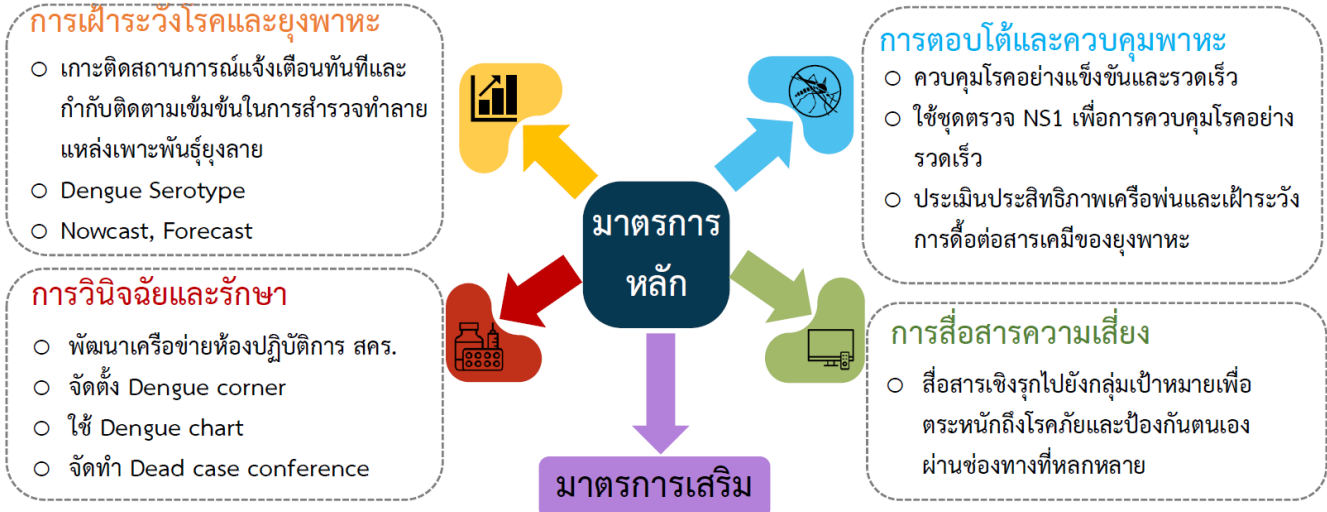 การเฝ้าระวังโรคและยุงพาหะ
○ เกาะติดสถานการณ์แจ้งเตือนทันทีและ
กำกับติดตามเข้มข้นในการสำรวจทำลาย
แหล่งเพาะพันธุ์ยุงลาย
○ Dengue Serotype
○ Nowcast, Forecast
การตอบโต้และควบคุมพาหะ
○ ควบคุมโรคอย่างแข็งขันและรวดเร็ว
○ ใช้ชุดตรวจ NS1 เพื่อการควบคุมโรคอย่าง
รวดเร็ว
○ ประเมินประสิทธิภาพเครือพ่นและเฝ้าระวัง
การดื้อต่อสารเคมีของยุงพาหะ
มาตรการ
หลัก
การวินิจฉัยและรักษา
○ พัฒนาเครือข่ายห้องปฏิบัติการ สคร.
○ จัดตั้ง Dengue corner
○ ใช้ Dengue chart
○ จัดทำ Dead case conference
การสื่อสารความเสี่ยง
○ สื่อสารเชิงรุกไปยังกลุ่มเป้าหมายเพื่อ
ตระหนักถึงโรคภัยและป้องกันตนเอง
ผ่านช่องทางที่หลกหลาย
มาตรการเสริม